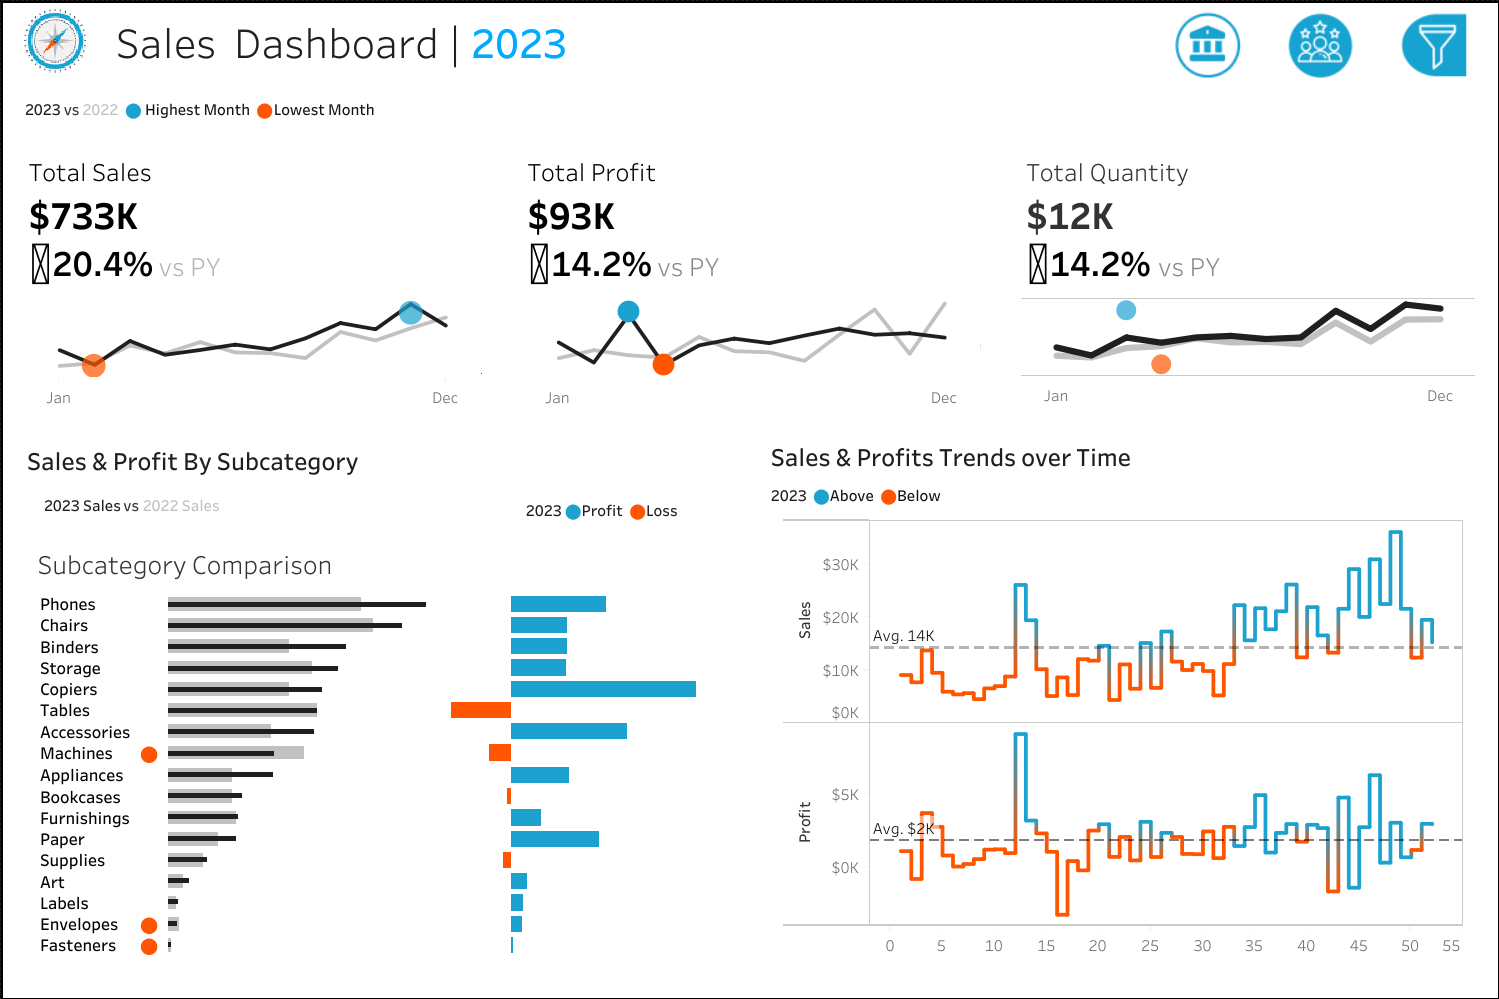 Sales Dashboard | 2023
2023 vs 2022 Highest Month Lowest Month
Total Sales
$733K
20.4% vs PY
Jan Dec
Total Profit
$93K
14.2% vs PY
Jan Dec
Total Quantity
$12K
14.2% vs PY
Jan Dec
Sales & Profit By Subcategory
2023 Sales vs 2022 Sales
2023 Profit Loss
Subcategory Comparison
Phones
Chairs
Binders
Storage
Copiers
Tables
Accessories
Machines
Appliances
Bookcases
Furnishings
Paper
Supplies
Art
Labels
Envelopes
Fasteners
Sales & Profits Trends over Time
2023 Above Below
Sales
$30K
$20K
Avg. 14K
$10K
$0K
Profit
$5K
Avg. $2K
$0K
0 5 10 15 20 25 30 35 40 45 50 55